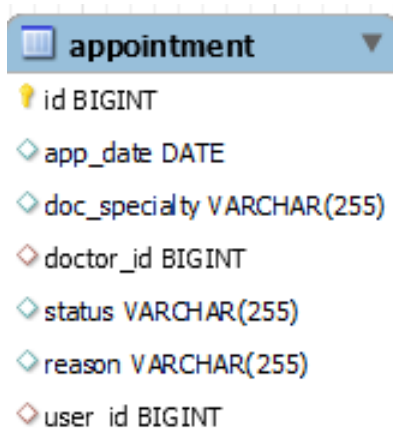 appointment
id BIGINT
app_date DATE
doc_specialty VARCHAR(255)
doctor_id BIGINT
status VARCHAR(255)
reason VARCHAR(255)
user_id BIGINT